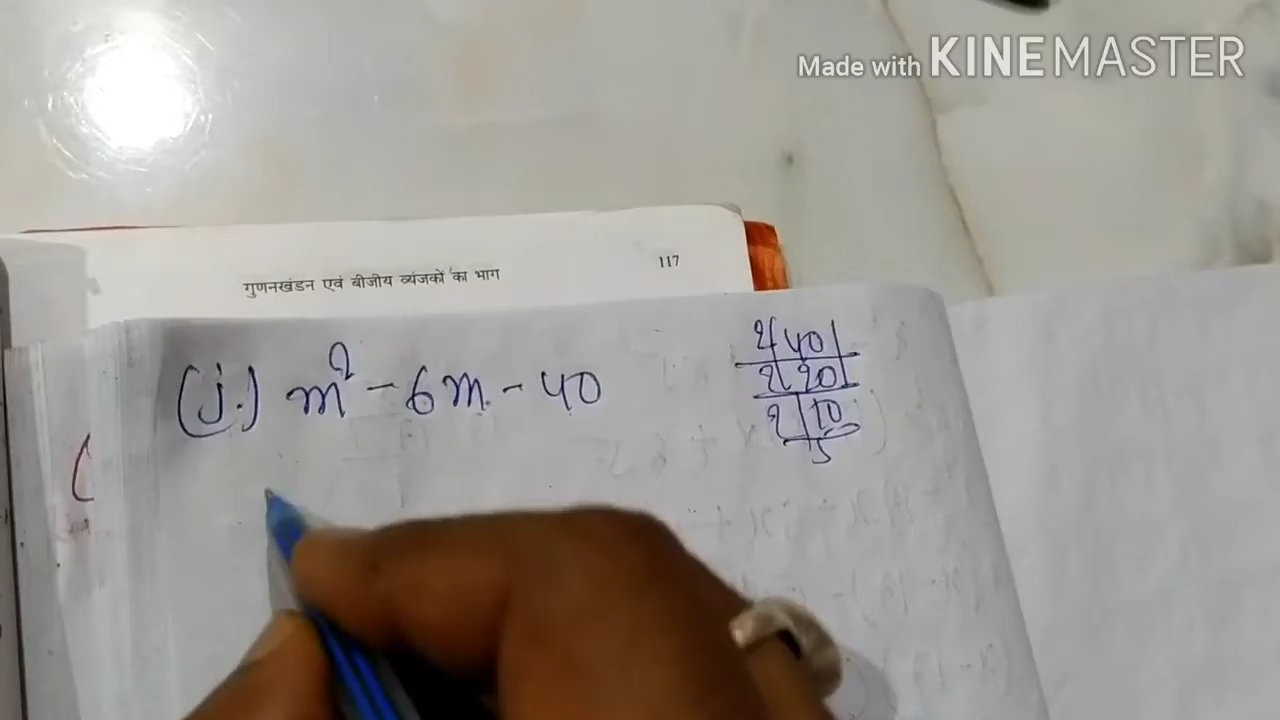 Made with KINEMASTER
117
गुणनखंडन एवं बीजीय व्यंजकों का भाग
(j.) m² - 6m - 40
2 | 40
2 | 20
2 | 10
5